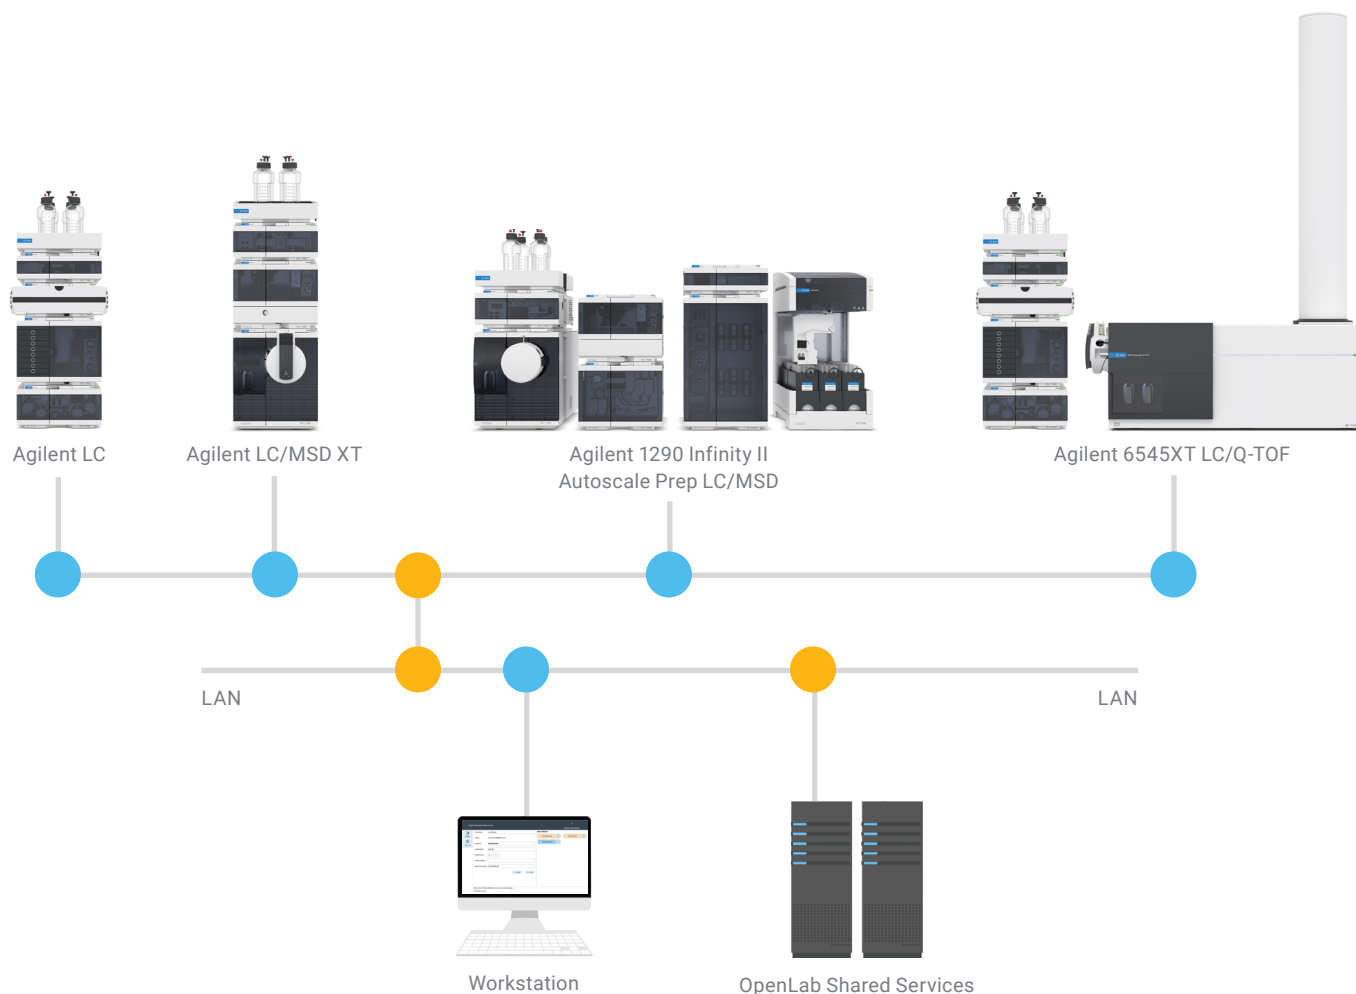 Agilent LC
Agilent LC/MSD XT
Agilent 1290 Infinity II
Autoscale Prep LC/MSD
Agilent 6545XT LC/Q-TOF
LAN
LAN
Workstation
OpenLab Shared Services